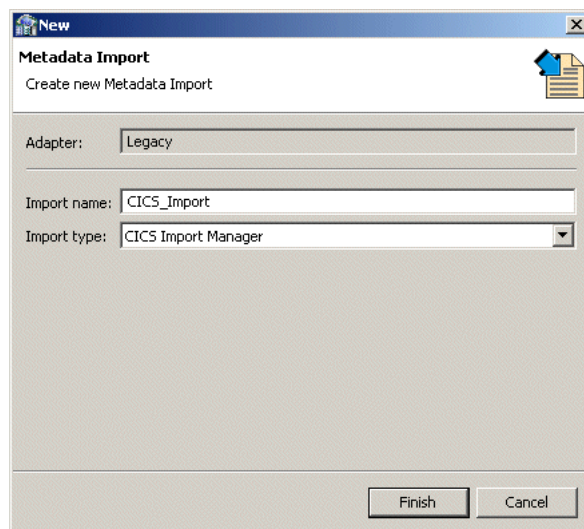 New
Metadata Import
Create new Metadata Import
Adapter: Legacy
Import name: CICS_Import
Import type: CICS Import Manager
Finish Cancel